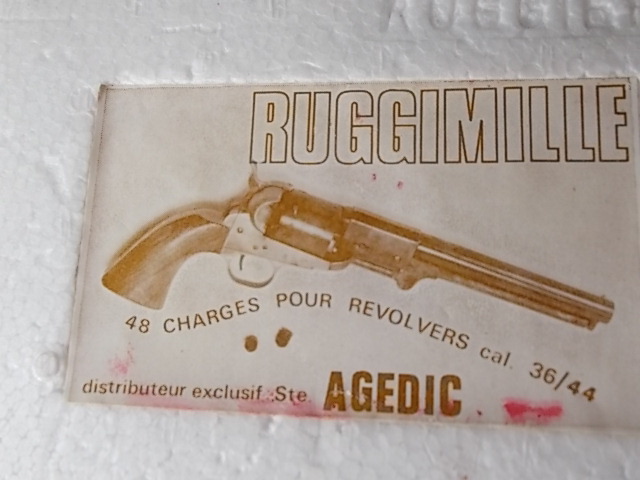 RUGGIMILLE
48 CHARGES POUR REVOLVERS cal. 36/44
distributeur exclusif :Ste AGEDIC